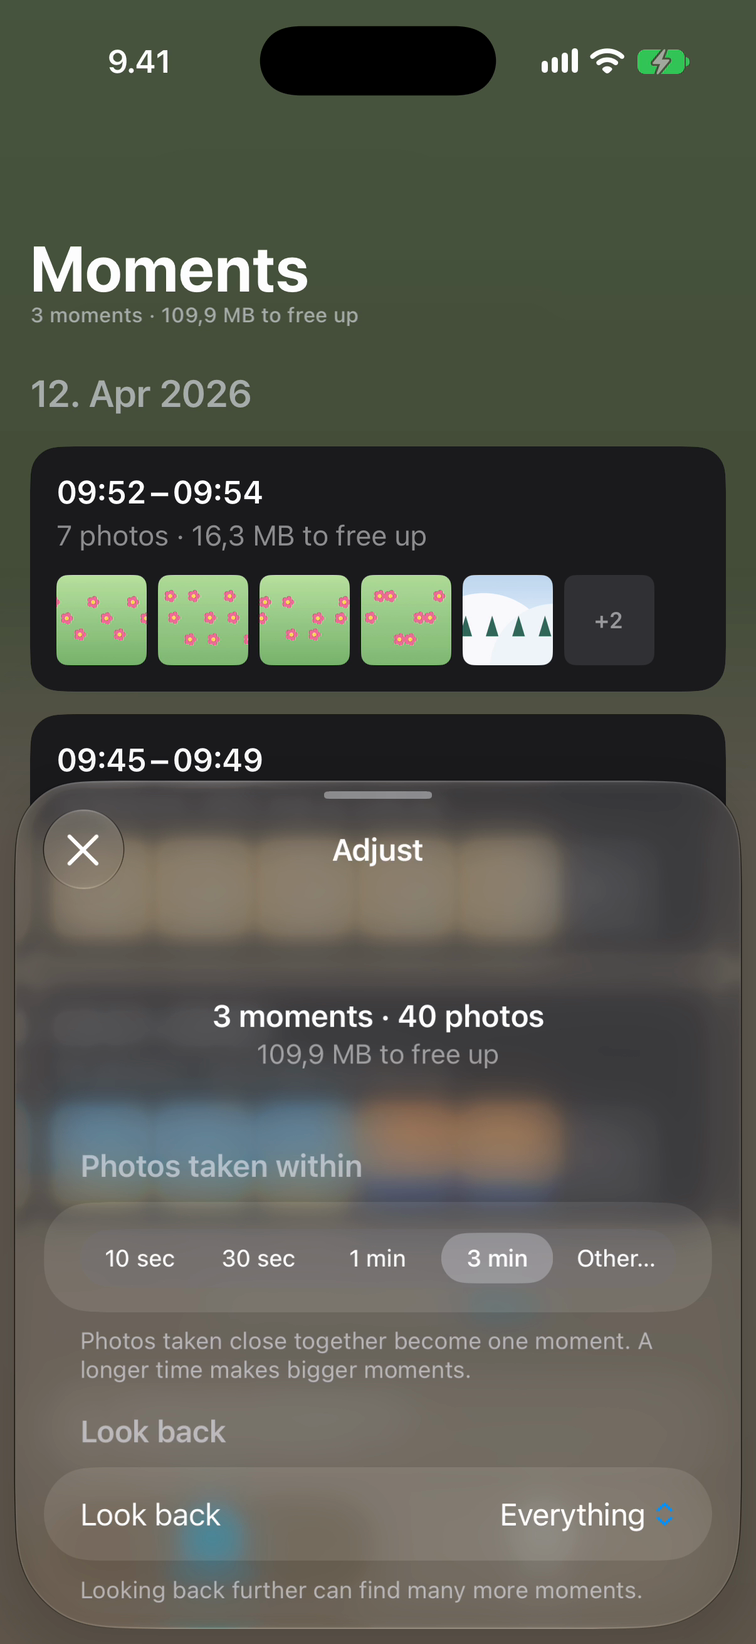 9.41
Moments
3 moments · 109,9 MB to free up
12. Apr 2026
09:52–09:54
7 photos · 16,3 MB to free up
+2
09:45–09:49
Adjust
3 moments · 40 photos
109,9 MB to free up
Photos taken within
10 sec 30 sec 1 min 3 min Other...
Photos taken close together become one moment. A
longer time makes bigger moments.
Look back
Look back Everything
Looking back further can find many more moments.